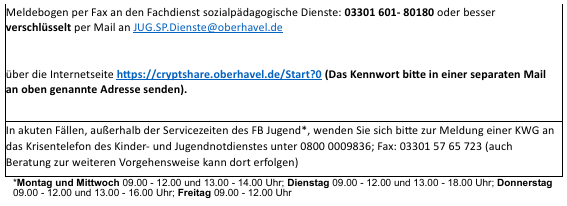 Meldebogen per Fax an den Fachdienst sozialpädagogische Dienste: 03301 601- 80180 oder besser
verschlüsselt per Mail an JUG.SP.Dienste@oberhavel.de
über die Internetseite https://cryptshare.oberhavel.de/Start?0 (Das Kennwort bitte in einer separaten Mail
an oben genannte Adresse senden).
In akuten Fällen, außerhalb der Servicezeiten des FB Jugend*, wenden Sie sich bitte zur Meldung einer KWG an
das Krisentelefon des Kinder- und Jugendnotdienstes unter 0800 0009836; Fax: 03301 57 65 723 (auch
Beratung zur weiteren Vorgehensweise kann dort erfolgen)
*Montag und Mittwoch 09.00 - 12.00 und 13.00 - 14.00 Uhr; Dienstag 09.00 - 12.00 und 13.00 - 18.00 Uhr; Donnerstag
09.00 - 12.00 und 13.00 - 16.00 Uhr; Freitag 09.00 - 12.00 Uhr